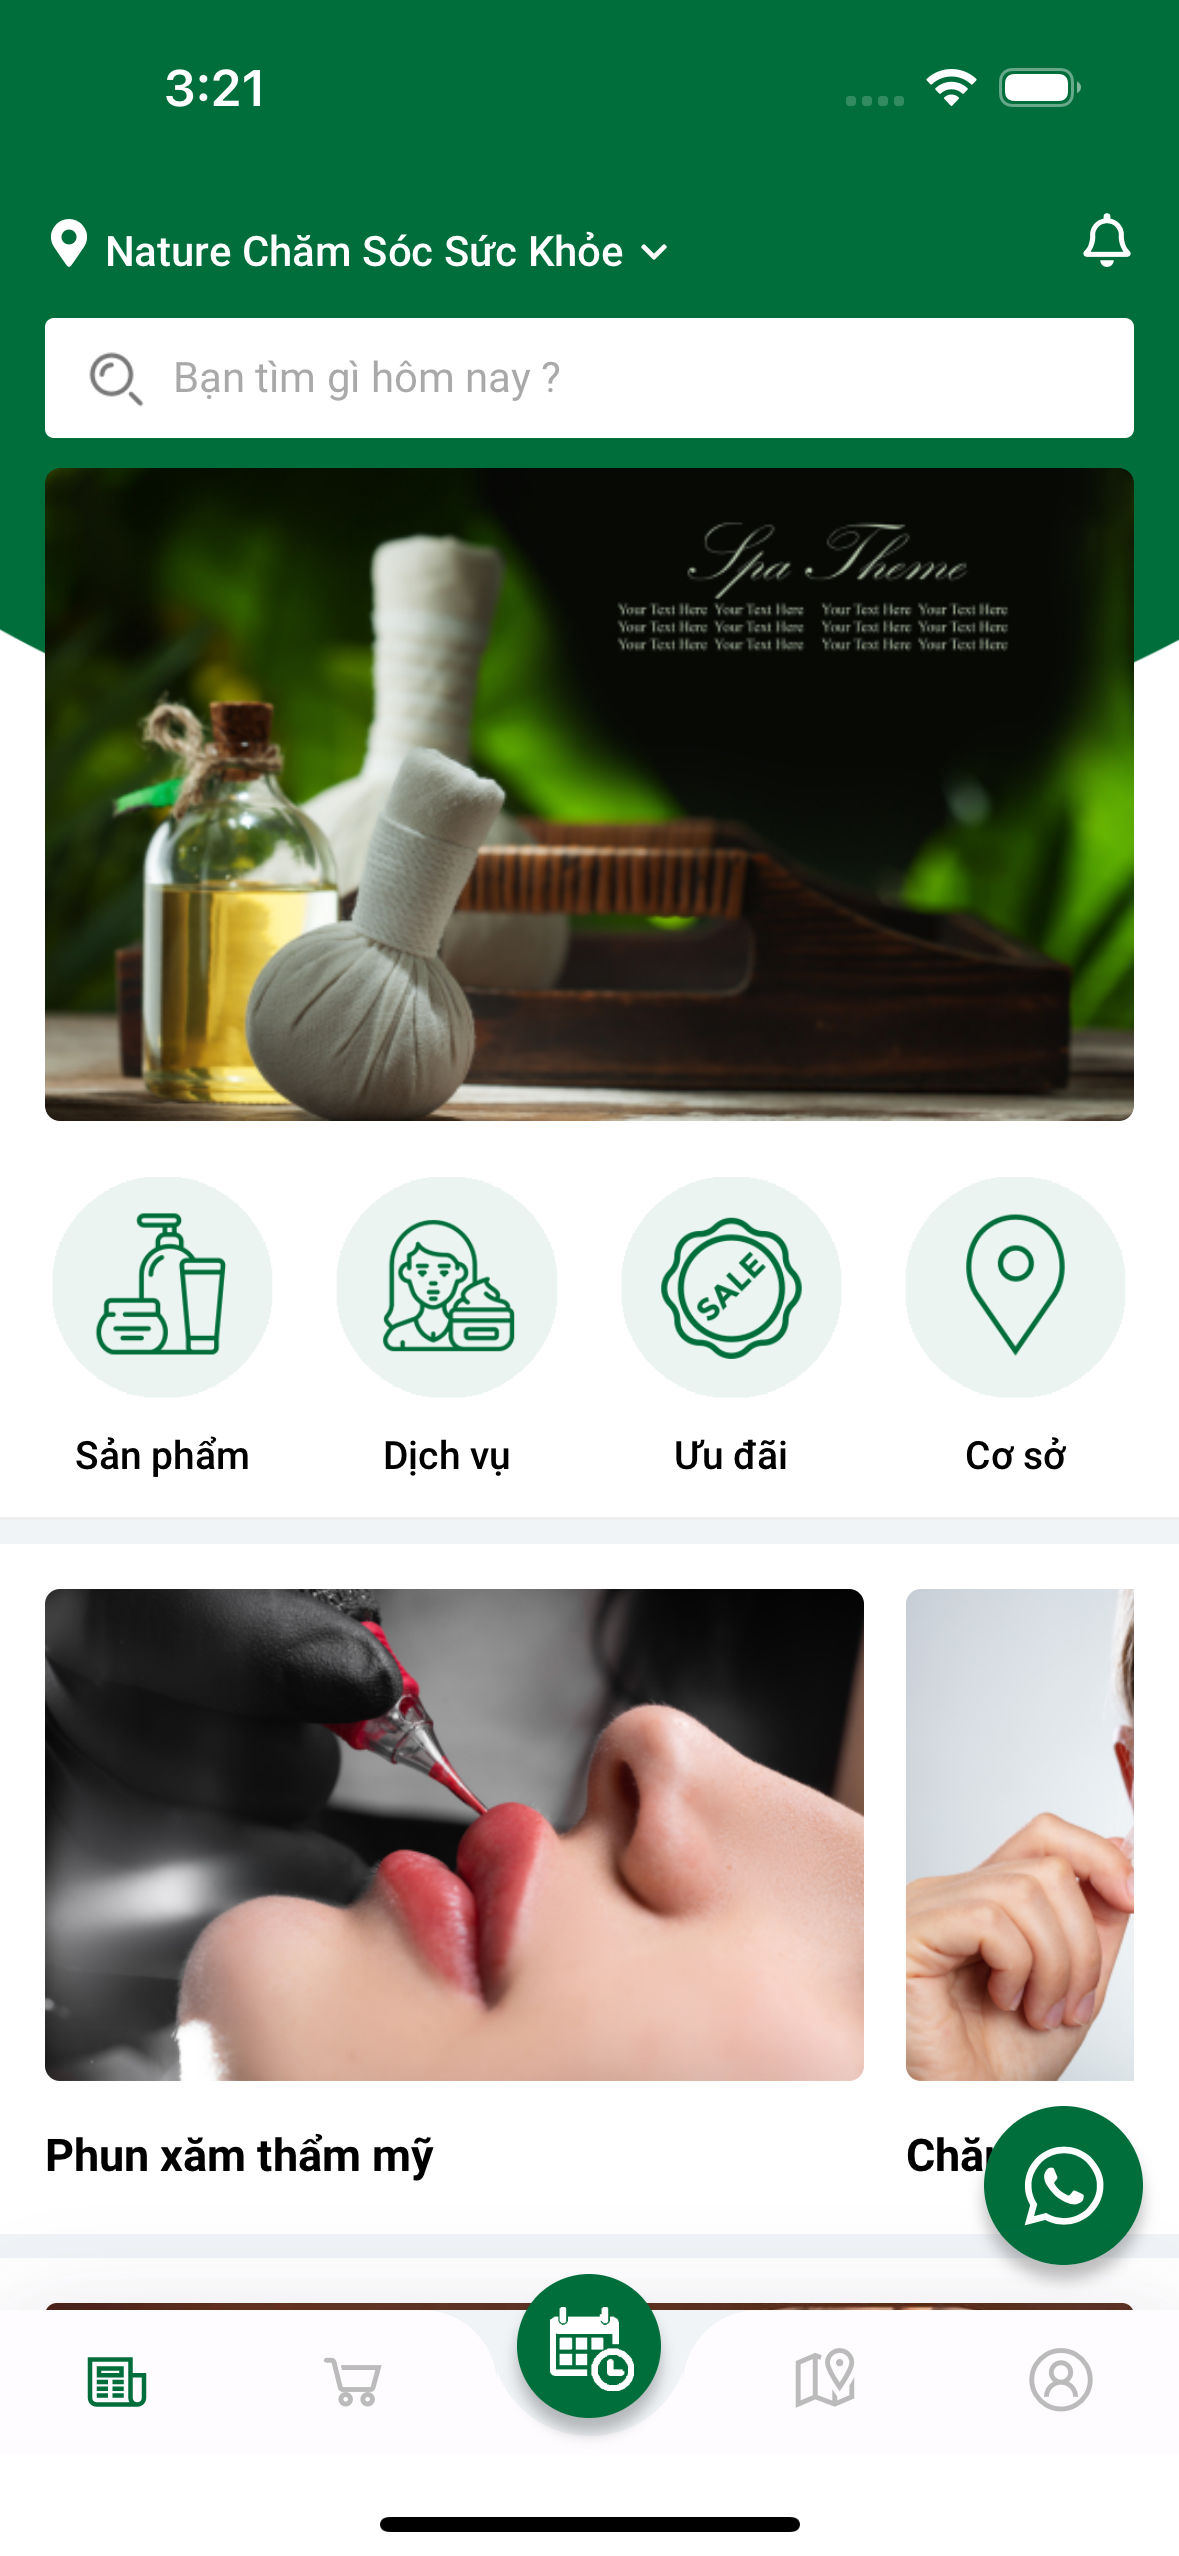 3:21
Nature Chăm Sóc Sức Khỏe
Bạn tìm gì hôm nay ?
Spa Theme
Your Text Here Your Text Here Your Text Here Your Text Here
Your Text Here Your Text Here Your Text Here Your Text Here
Your Text Here Your Text Here Your Text Here Your Text Here
SALE
Sản phẩm
Dịch vụ
Ưu đãi
Cơ sở
Phun xăm thẩm mỹ